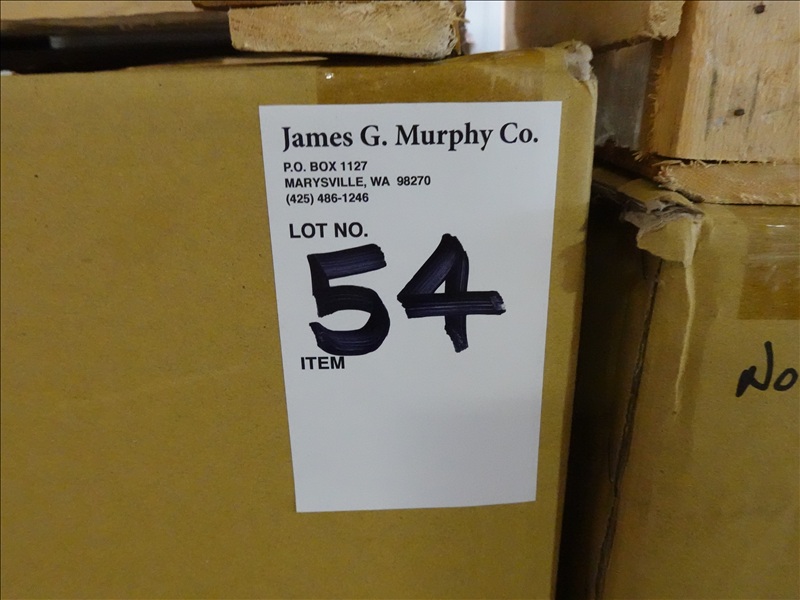 James G. Murphy Co.
P.O. BOX 1127
MARYSVILLE, WA 98270
(425) 486-1246
LOT NO.
54
ITEM
No